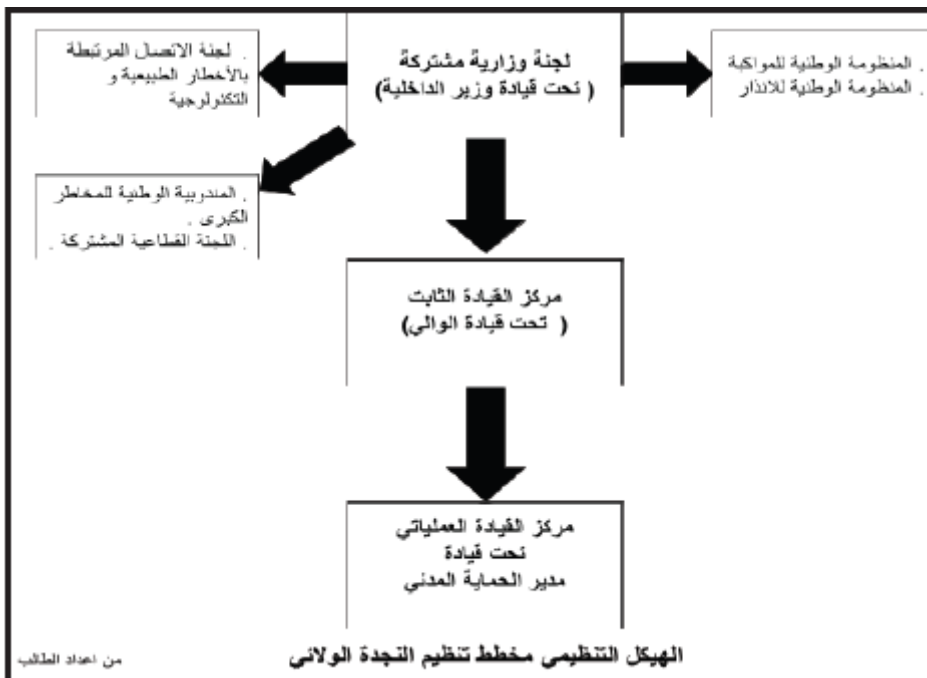 لجنة وزارية مشتركة
( تحت قيادة وزير الداخلية)
. المنظومة الوطنية للمواكبة
. المنظومة الوطنية للانذار
. لجنة الاتصال المرتبطة
بالأخطار الطبيعية و
التكنولوجية
. المندوبية الوطنية للمخاطر
الكبرى .
. اللجنة القطاعية المشتركة .
مركز القيادة الثابت
( تحت قيادة الوالي)
مركز القيادة العملياتي
تحت قيادة
مدير الحماية المدني
الهيكل التنظيمي مخطط تنظيم النجدة الولائي
من اعداد الطالب